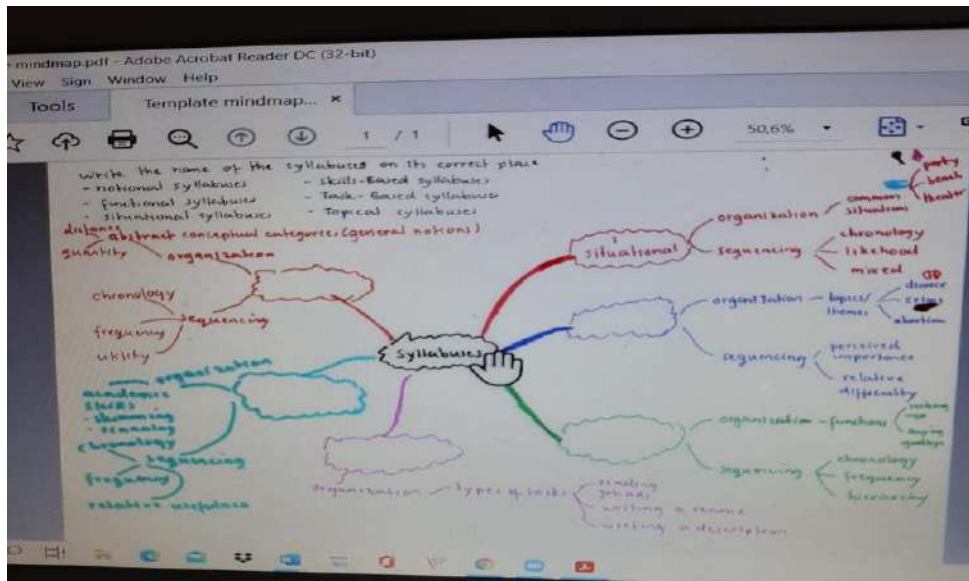 mindmap.pdf - Adobe Acrobat Reader DC (32-bit)
View Sign Window Help
Tools
Template mindmap... ×
1 / 1
50,6%
Write the name of the syllabuses on its correct place
- notional syllabuses
- functional syllabuses
- situational syllabuses
- skills-Based syllabuses
- Task-Based syllabuses
- Topical syllabuses
distance
quantity
abstract conceptual categories (general notions)
organization
chronology
frequency
utility
sequencing
syllabuses
situational
organization
common situations
party
beach
theater
sequencing
chronology
likehood
mixed
organization
topics/
themes
divorce
abortion
sequencing
perceived
importance
relative
difficulty
organization - functions
sequencing
chronology
frequency
hierarchy
organization
academic
skills
- skimming
- scanning
sequencing
chronology
frequency
organization
types of tasks
reading
writing a resume
writing a description